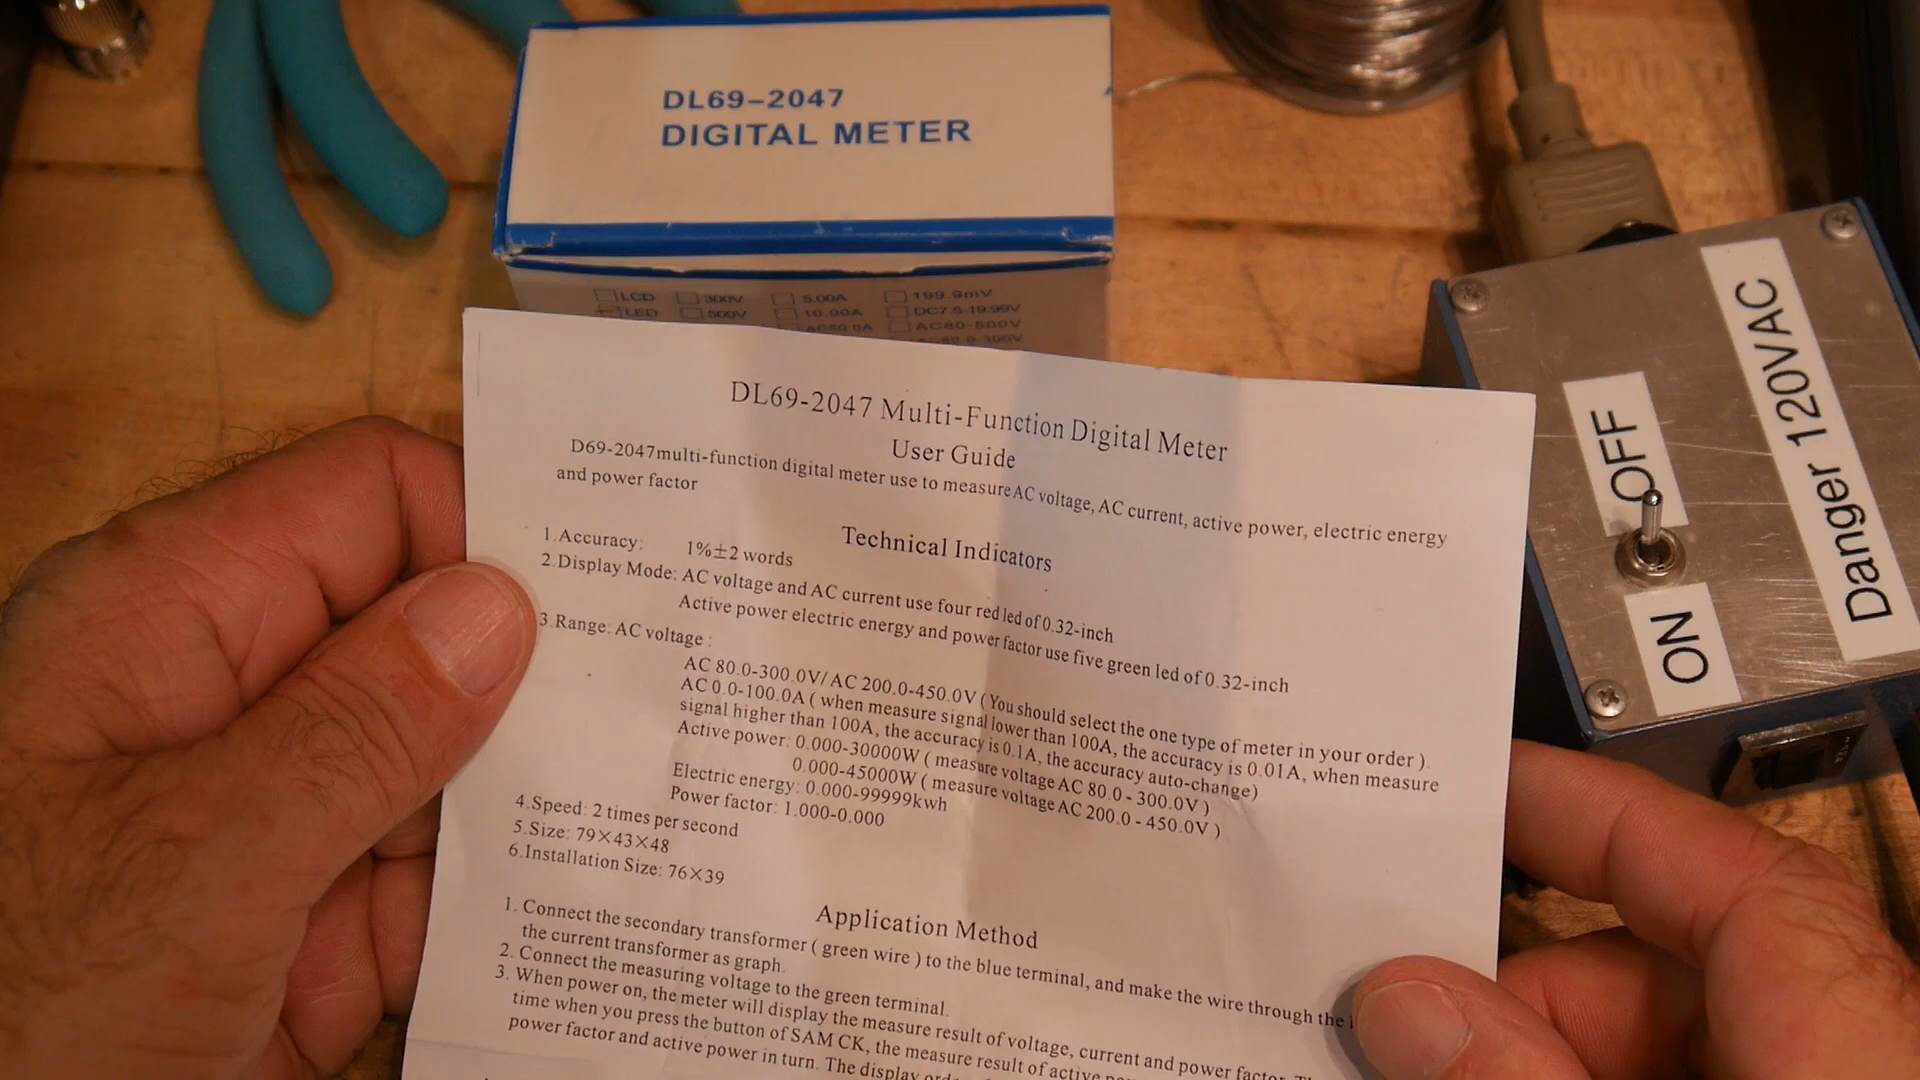 DL69-2047
DIGITAL METER
LCD 300V 5.00A 199.9mV
LED 500V 10.00A DC7.5-19.99V
AC50.0A AC80-500V
AC80.0-300V
DL69-2047 Multi-Function Digital Meter
User Guide
D69-2047multi-function digital meter use to measure AC voltage, AC current, active power, electric energy
and power factor
Technical Indicators
1.Accuracy: 1%±2 words
2.Display Mode: AC voltage and AC current use four red led of 0.32-inch
Active power electric energy and power factor use five green led of 0.32-inch
3.Range: AC voltage :
AC 80.0-300.0V/ AC 200.0-450.0V ( You should select the one type of meter in your order ).
AC 0.0-100.0A ( when measure signal lower than 100A, the accuracy is 0.01A, when measure
signal higher than 100A, the accuracy is 0.1A, the accuracy auto-change)
Active power: 0.000-30000W ( measure voltage AC 80.0 - 300.0V )
0.000-45000W ( measure voltage AC 200.0 - 450.0V )
Electric energy: 0.000-99999kwh
Power factor: 1.000-0.000
4.Speed: 2 times per second
5.Size: 79×43×48
6.Installation Size: 76×39
Application Method
1. Connect the secondary transformer ( green wire ) to the blue terminal, and make the wire through the
the current transformer as graph.
2. Connect the measuring voltage to the green terminal.
3. When power on, the meter will display the measure result of voltage, current and power factor.
time when you press the button of SAM CK, the measure result of active
power factor and active power in turn. The display
OFF
ON
Danger 120VAC